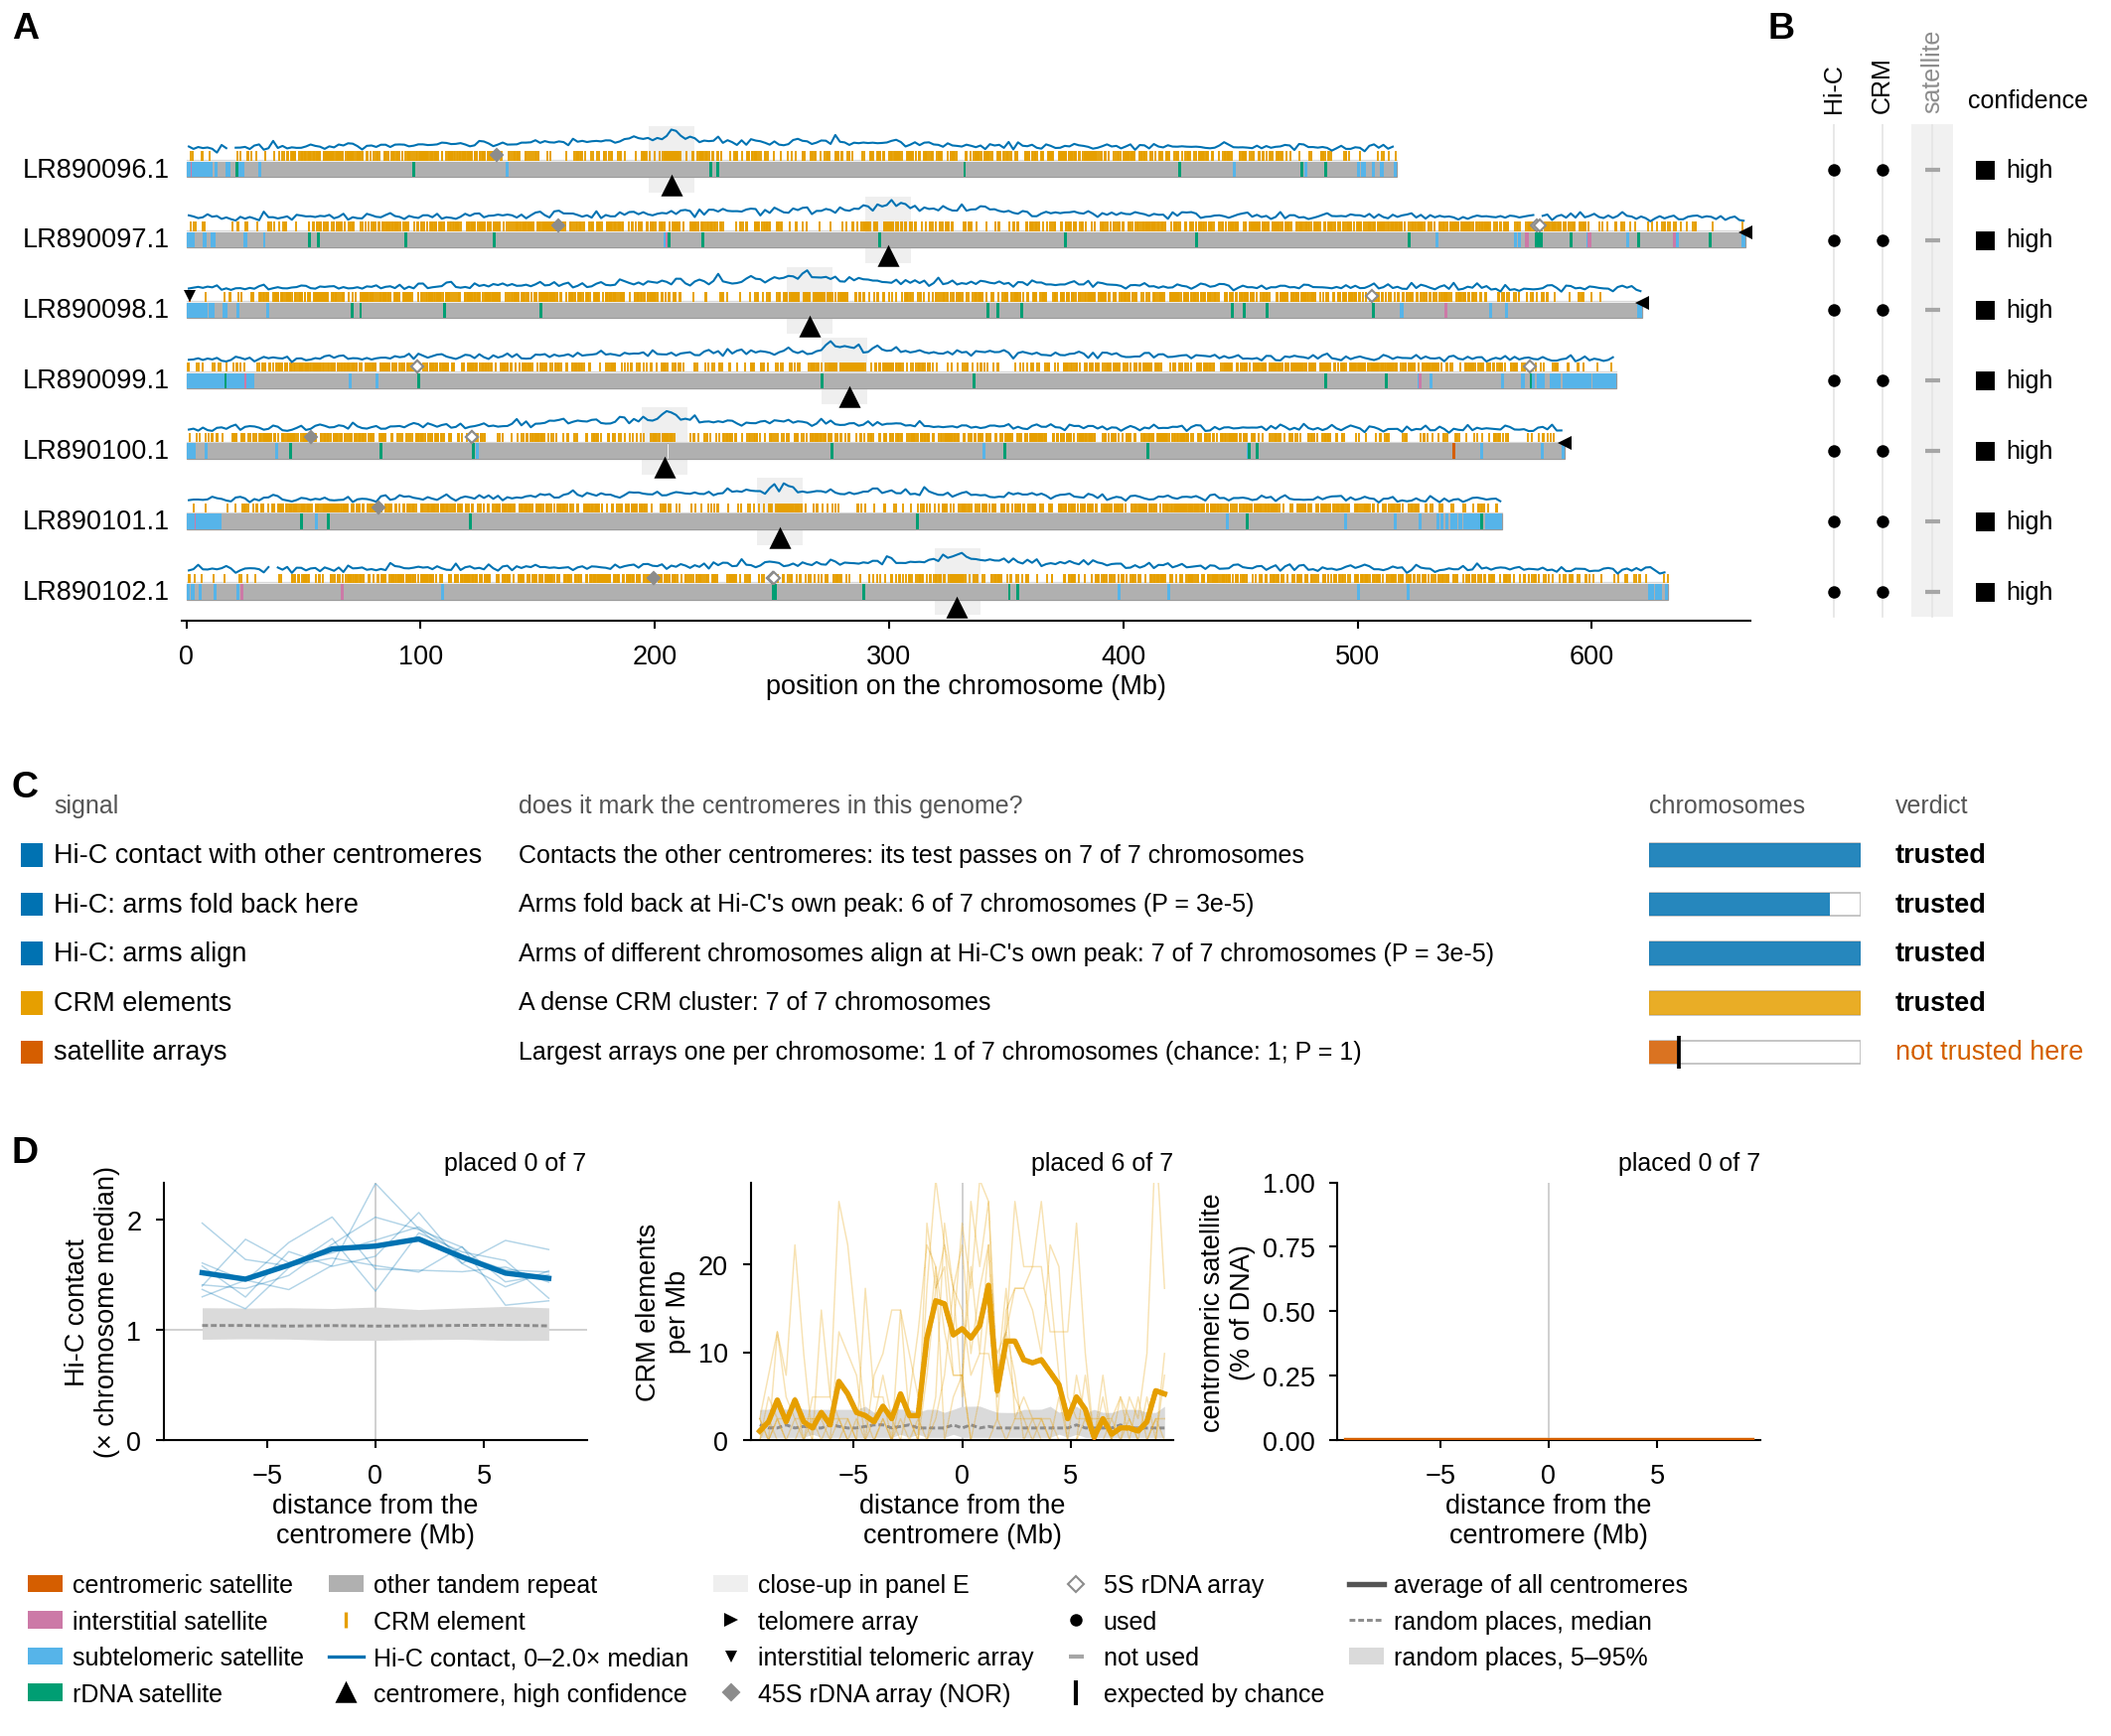 A
B
Hi-C
CRM
satellite
confidence
LR890096.1
high
LR890097.1
high
LR890098.1
high
LR890099.1
high
LR890100.1
high
LR890101.1
high
LR890102.1
high
0 100 200 300 400 500 600
position on the chromosome (Mb)
C
signal does it mark the centromeres in this genome? chromosomes verdict
Hi-C contact with other centromeres Contacts the other centromeres: its test passes on 7 of 7 chromosomes trusted
Hi-C: arms fold back here Arms fold back at Hi-C's own peak: 6 of 7 chromosomes (P = 3e-5) trusted
Hi-C: arms align Arms of different chromosomes align at Hi-C's own peak: 7 of 7 chromosomes (P = 3e-5) trusted
CRM elements A dense CRM cluster: 7 of 7 chromosomes trusted
satellite arrays Largest arrays one per chromosome: 1 of 7 chromosomes (chance: 1; P = 1) not trusted here
D
placed 0 of 7
Hi-C contact
(× chromosome median)
2
1
0
−5 0 5
distance from the
centromere (Mb)
placed 6 of 7
CRM elements
per Mb
20
10
0
−5 0 5
distance from the
centromere (Mb)
placed 0 of 7
centromeric satellite
(% of DNA)
1.00
0.75
0.50
0.25
0.00
−5 0 5
distance from the
centromere (Mb)
centromeric satellite
interstitial satellite
subtelomeric satellite
rDNA satellite
other tandem repeat
CRM element
Hi-C contact, 0–2.0× median
centromere, high confidence
close-up in panel E
telomere array
interstitial telomeric array
45S rDNA array (NOR)
5S rDNA array
used
not used
expected by chance
average of all centromeres
random places, median
random places, 5–95%